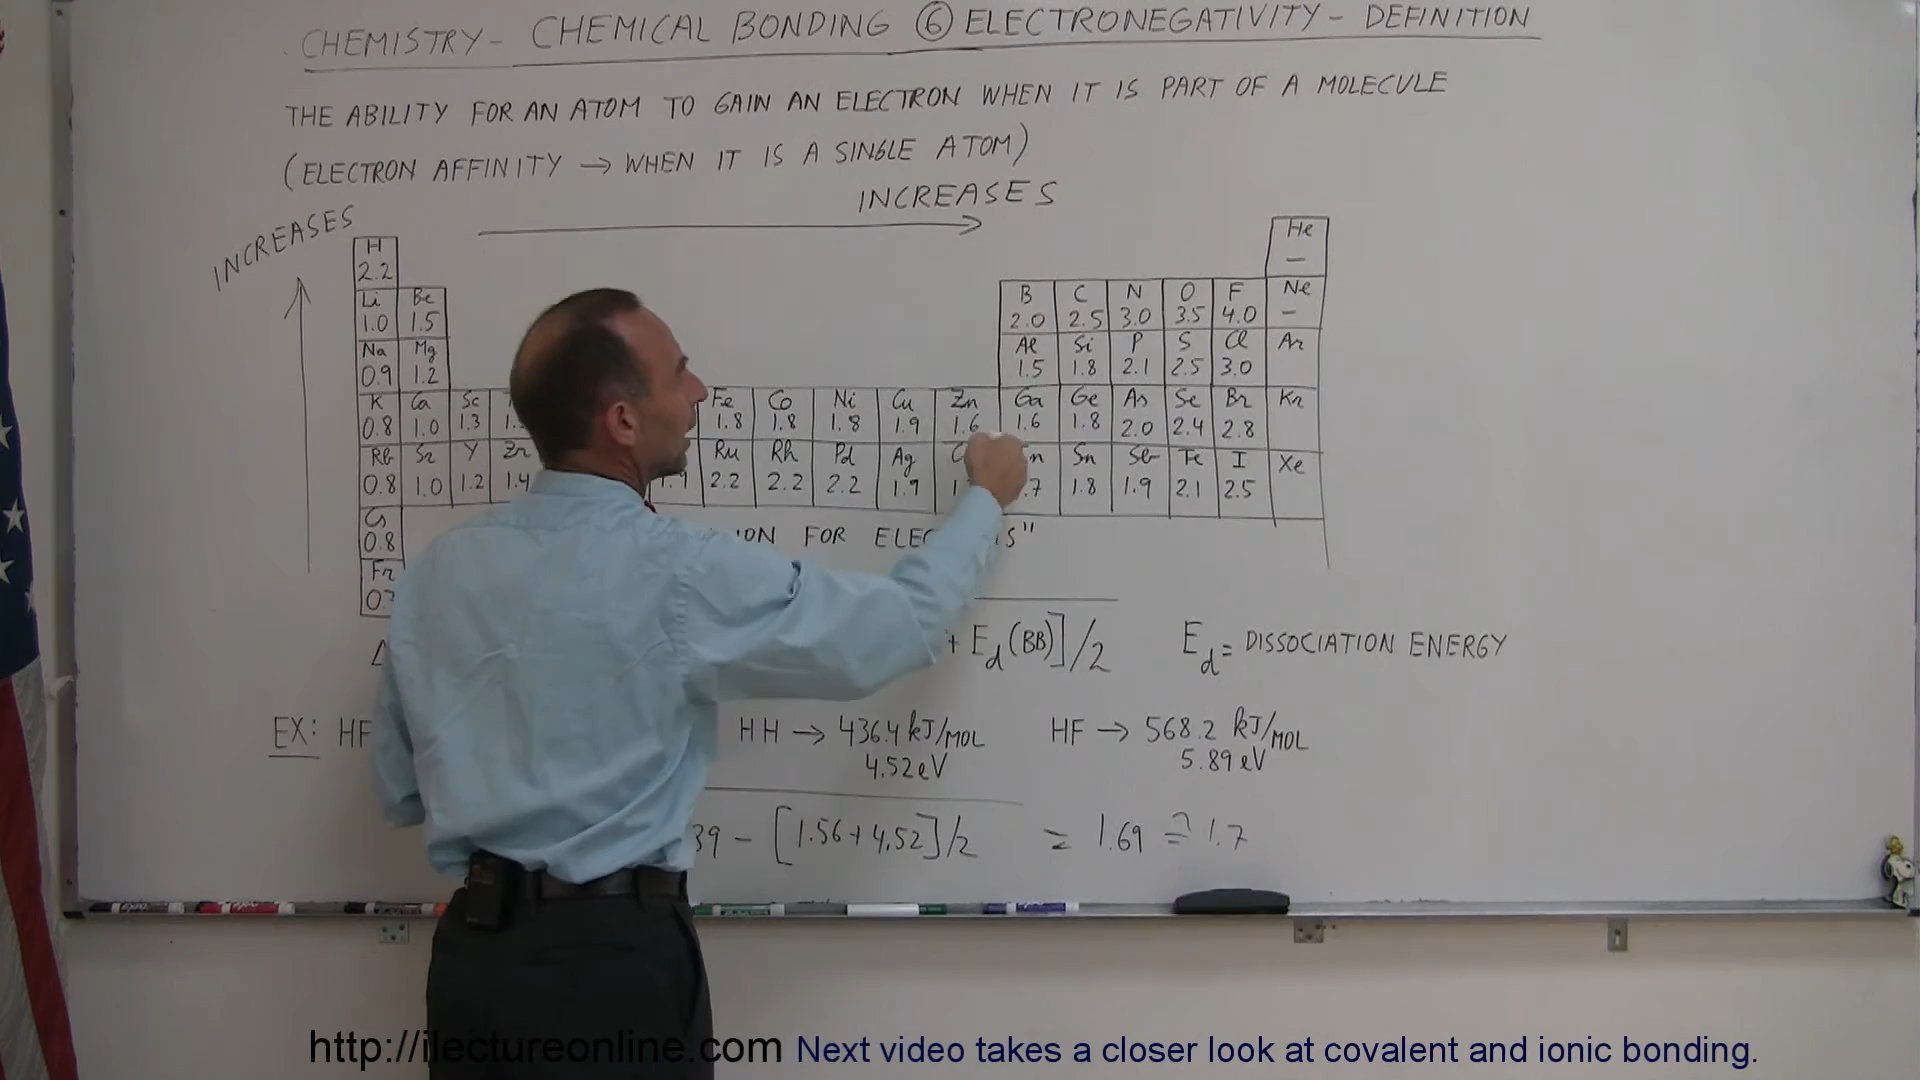 CHEMISTRY- CHEMICAL BONDING ⑥ ELECTRONEGATIVITY - DEFINITION
THE ABILITY FOR AN ATOM TO GAIN AN ELECTRON WHEN IT IS PART OF A MOLECULE
(ELECTRON AFFINITY → WHEN IT IS A SINGLE ATOM)
INCREASES
INCREASES
H He
2.2 –
Li Be B C N O F Ne
1.0 1.5 2.0 2.5 3.0 3.5 4.0 –
Na Mg Al Si P S Cl Ar
0.9 1.2 1.5 1.8 2.1 2.5 3.0
K Ca Sc Fe Co Ni Cu Zn Ga Ge As Se Br Kr
0.8 1.0 1.3 1.8 1.8 1.8 1.9 1.6 1.6 1.8 2.0 2.4 2.8
Rb Sr Y Zr Ru Rh Pd Ag Sn Sb Te I Xe
0.8 1.0 1.2 1.4 1.9 2.2 2.2 2.2 1.9 .7 1.8 1.9 2.1 2.5
Cs
0.8
Fr
0.7
FOR
+ Ed(BB)]/2 Ed = DISSOCIATION ENERGY
EX: HF HH → 436.4 kJ/MOL HF → 568.2 kJ/MOL
4.52eV 5.89eV
39 - [1.56+4.52]/2 = 1.69 ≟ 1.7
http://ilectureonline.com Next video takes a closer look at covalent and ionic bonding.